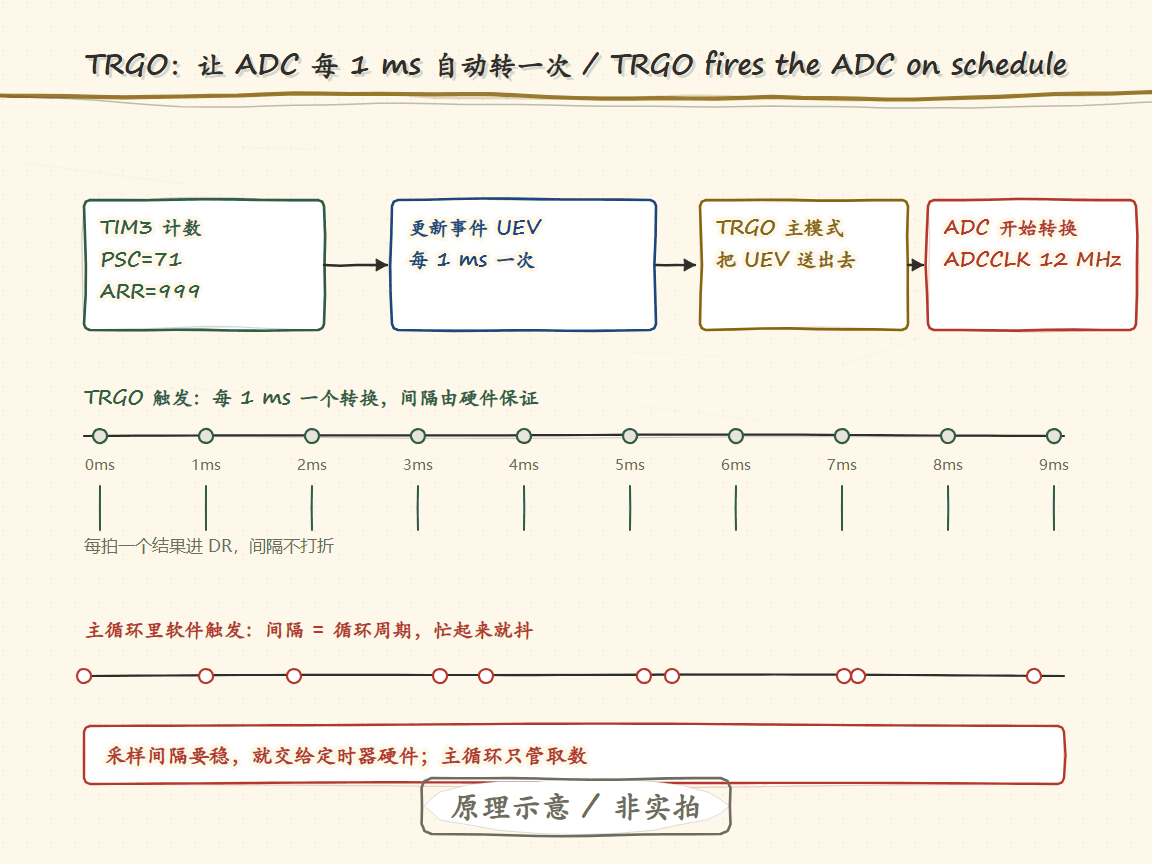 TRGO：让 ADC 每 1 ms 自动转一次 / TRGO fires the ADC on schedule
TIM3 计数
PSC=71
ARR=999
更新事件 UEV
每 1 ms 一次
TRGO 主模式
把 UEV 送出去
ADC 开始转换
ADCCLK 12 MHz
TRGO 触发：每 1 ms 一个转换，间隔由硬件保证
0ms 1ms 2ms 3ms 4ms 5ms 6ms 7ms 8ms 9ms
每拍一个结果进 DR，间隔不打折
主循环里软件触发：间隔 = 循环周期，忙起来就抖
采样间隔要稳，就交给定时器硬件；主循环只管取数
原理示意 / 非实拍